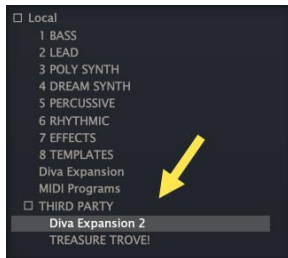 Local
1 BASS
2 LEAD
3 POLY SYNTH
4 DREAM SYNTH
5 PERCUSSIVE
6 RHYTHMIC
7 EFFECTS
8 TEMPLATES
Diva Expansion
MIDI Programs
THIRD PARTY
Diva Expansion 2
TREASURE TROVE!